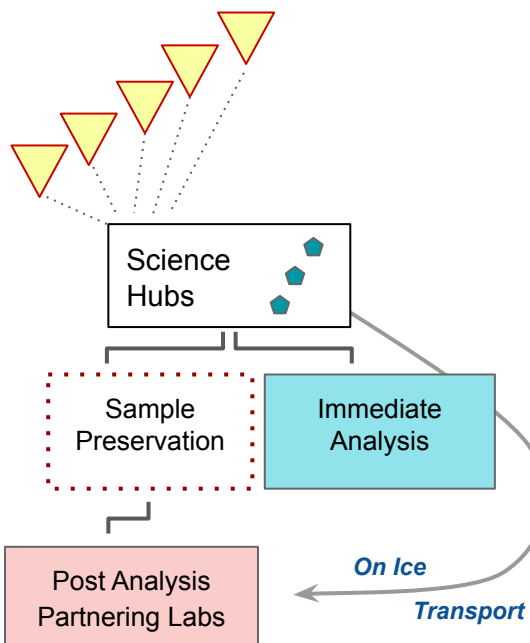 Science
Hubs
Sample
Preservation
Immediate
Analysis
Post Analysis
Partnering Labs
On Ice
Transport